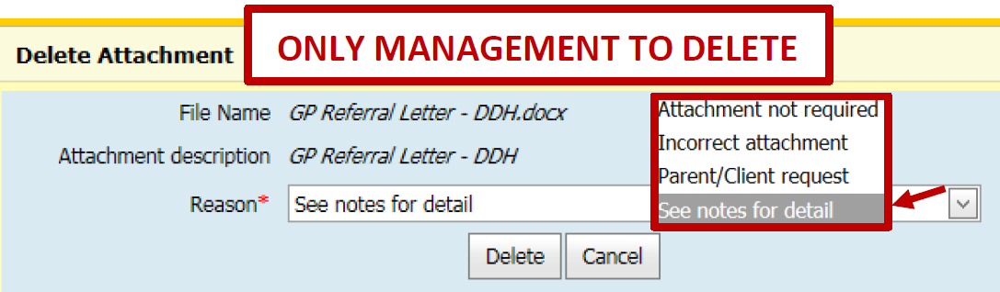 ONLY MANAGEMENT TO DELETE
Delete Attachment
File Name GP Referral Letter - DDH.docx
Attachment description GP Referral Letter - DDH
Reason* See notes for detail
Attachment not required
Incorrect attachment
Parent/Client request
See notes for detail
Delete Cancel